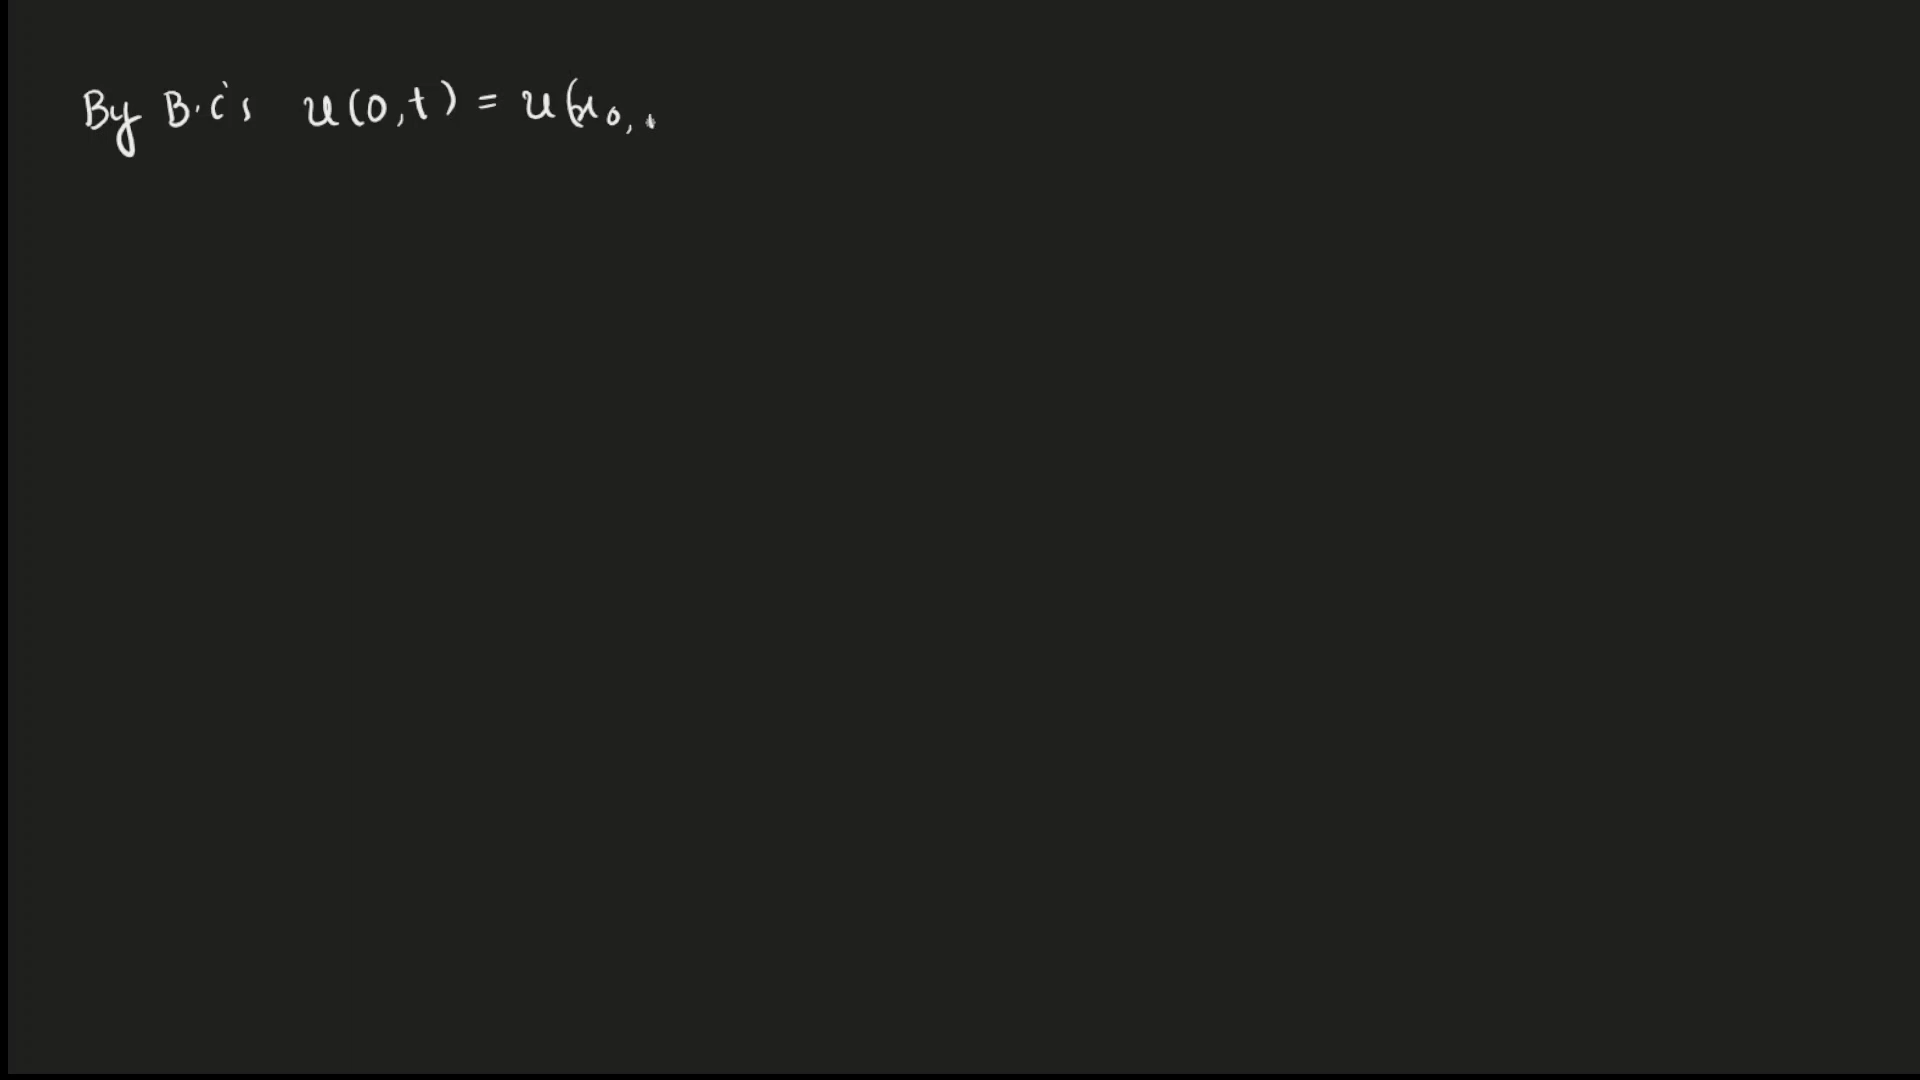 By B.C's u(0,t) = u(x₀,